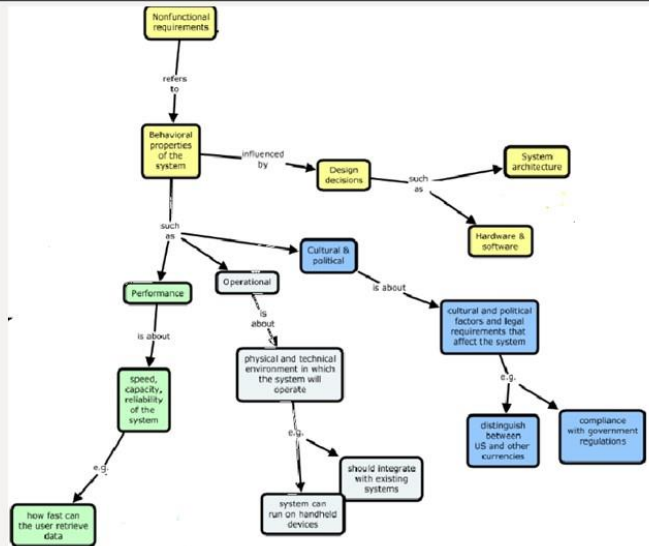 Nonfunctional
requirements
refers
to
Behavioral
properties
of the
system
influenced
by
Design
decisions
such
as
System
architecture
Hardware &
software
such
as
Cultural &
political
Operational
Performance
is about
cultural and political
factors and legal
requirements that
affect the system
is
about
is about
physical and technical
environment in which
the system will
operate
speed,
capacity,
reliability
of the
system
e.g.
distinguish
between
US and other
currencies
compliance
with government
regulations
e.g.
should integrate
with existing
systems
system can
run on handheld
devices
e.g.
how fast can
the user retrieve
data